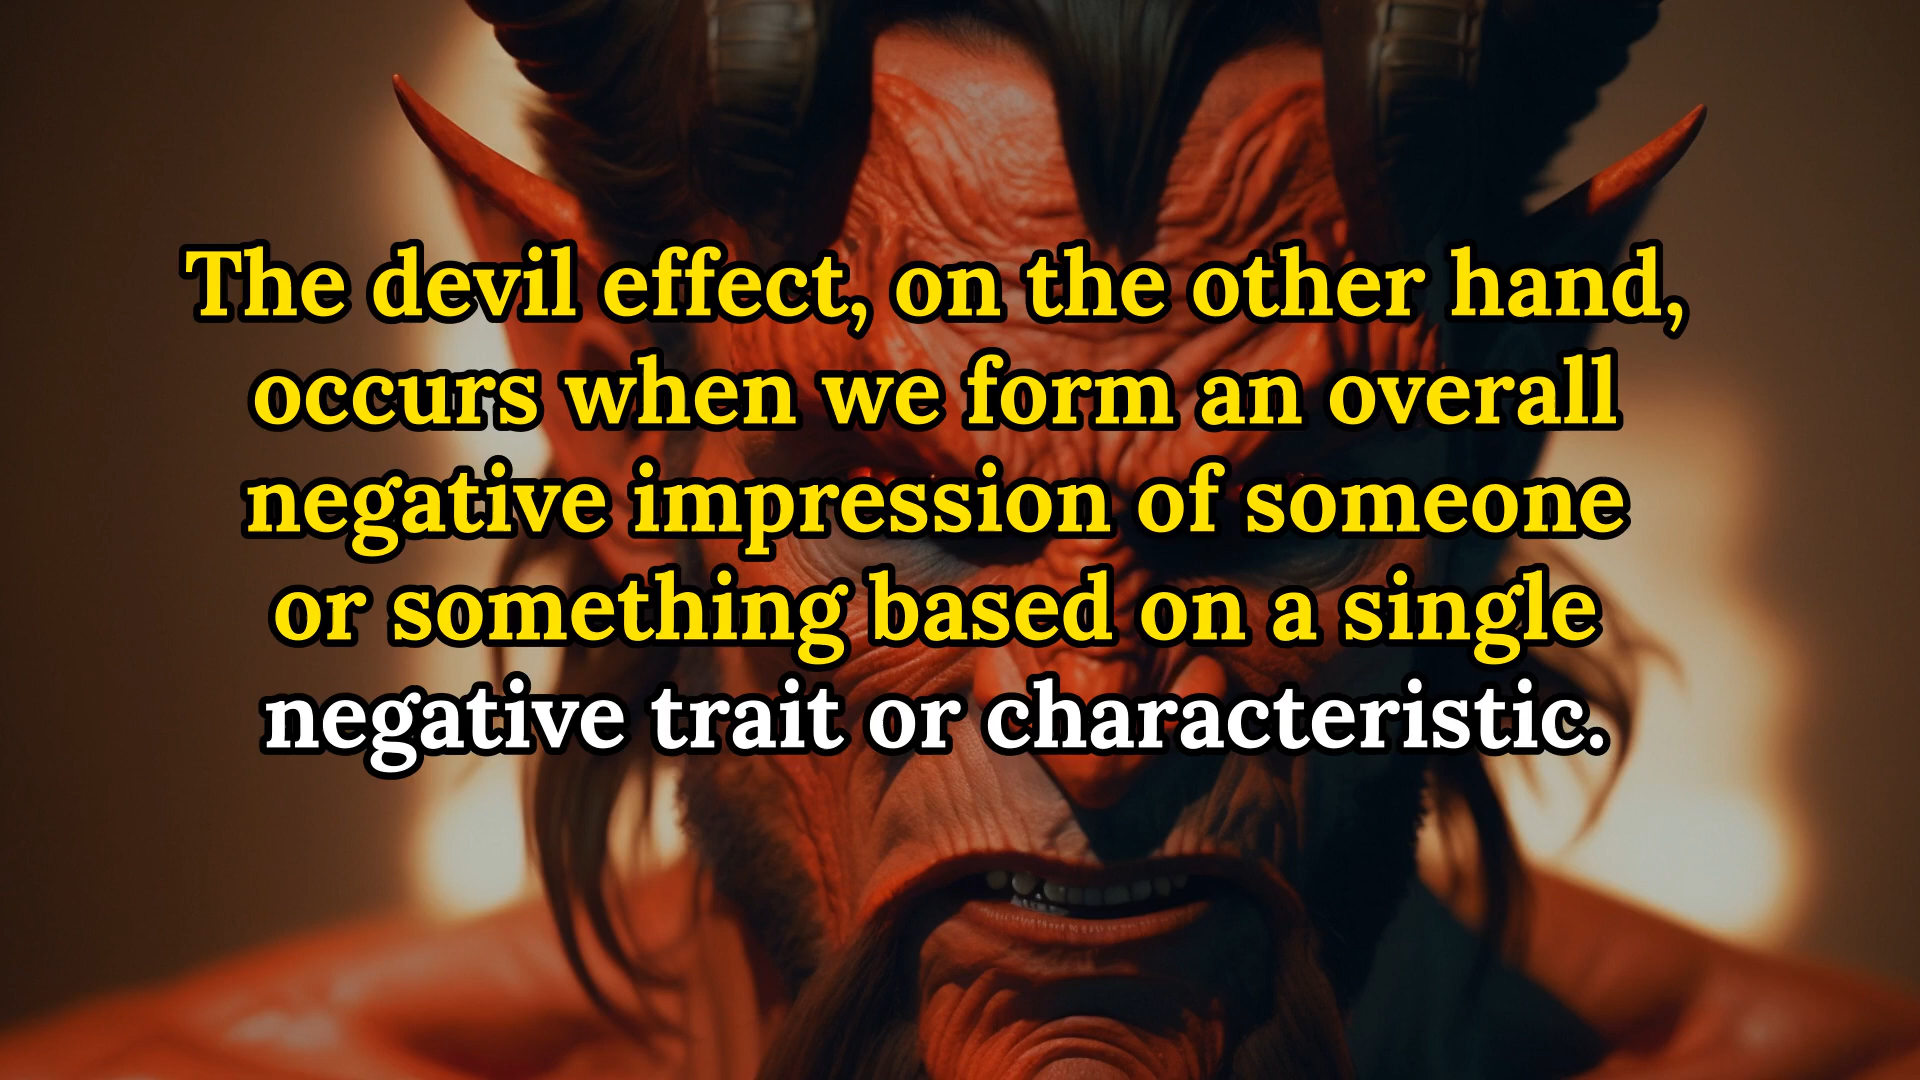 The devil effect, on the other hand,
occurs when we form an overall
negative impression of someone
or something based on a single
negative trait or characteristic.